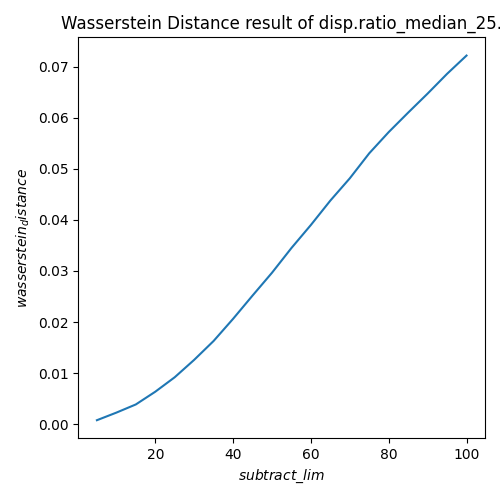 Wasserstein Distance result of disp.ratio_median_25.
0.07
0.06
0.05
0.04
0.03
0.02
0.01
0.00
wasserstein_distance
20 40 60 80 100
subtract_lim